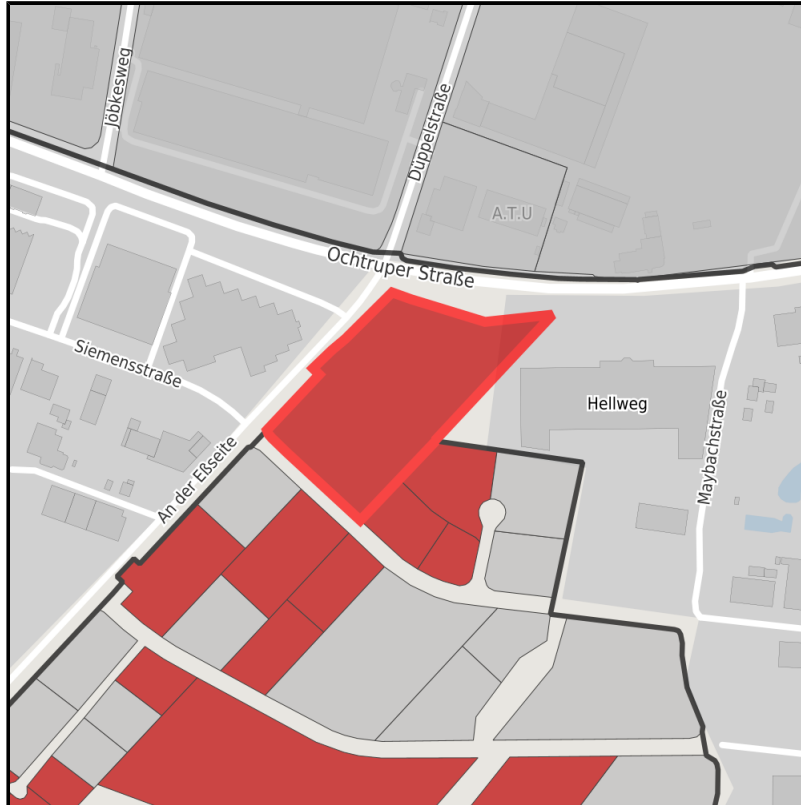 Jöbkesweg
Düppelstraße
A.T.U
Ochtruper Straße
Siemensstraße
Hellweg
An der Eßseite
Maybachstraße